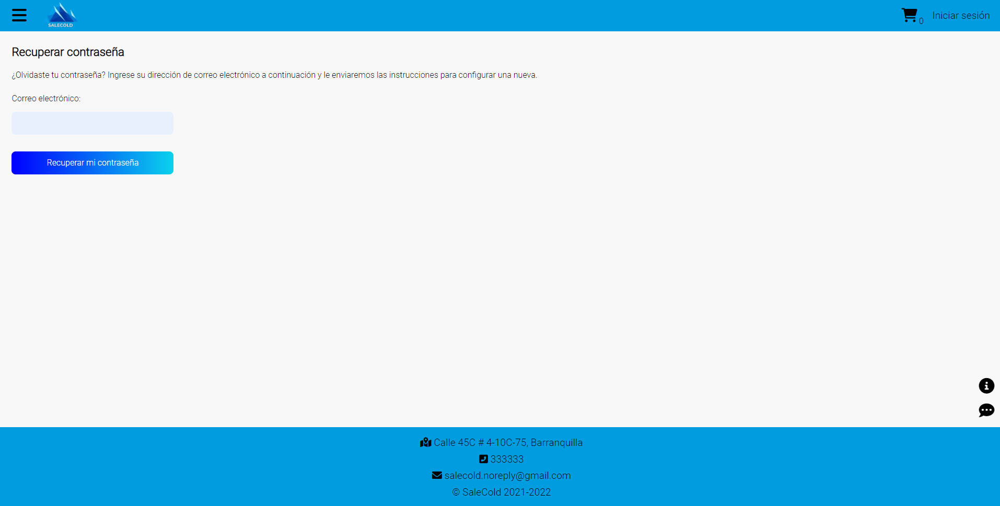 SALECOLD
0
Iniciar sesión
Recuperar contraseña
¿Olvidaste tu contraseña? Ingrese su dirección de correo electrónico a continuación y le enviaremos las instrucciones para configurar una nueva.
Correo electrónico:
Recuperar mi contraseña
Calle 45C # 4-10C-75, Barranquilla
333333
salecold.noreply@gmail.com
© SaleCold 2021-2022